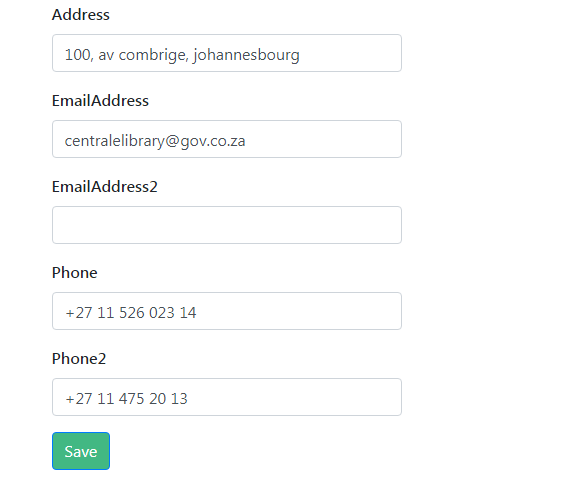 Address
100, av combrige, johannesbourg
EmailAddress
centralelibrary@gov.co.za
EmailAddress2
Phone
+27 11 526 023 14
Phone2
+27 11 475 20 13
Save